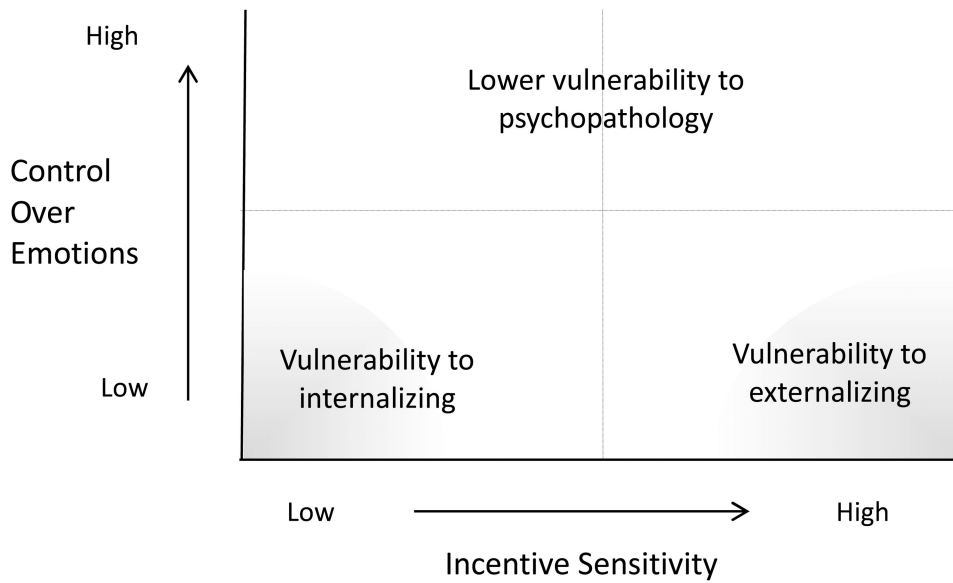 High
Lower vulnerability to
psychopathology
Control
Over
Emotions
Vulnerability to
internalizing
Vulnerability to
externalizing
Low
Low
High
Incentive Sensitivity